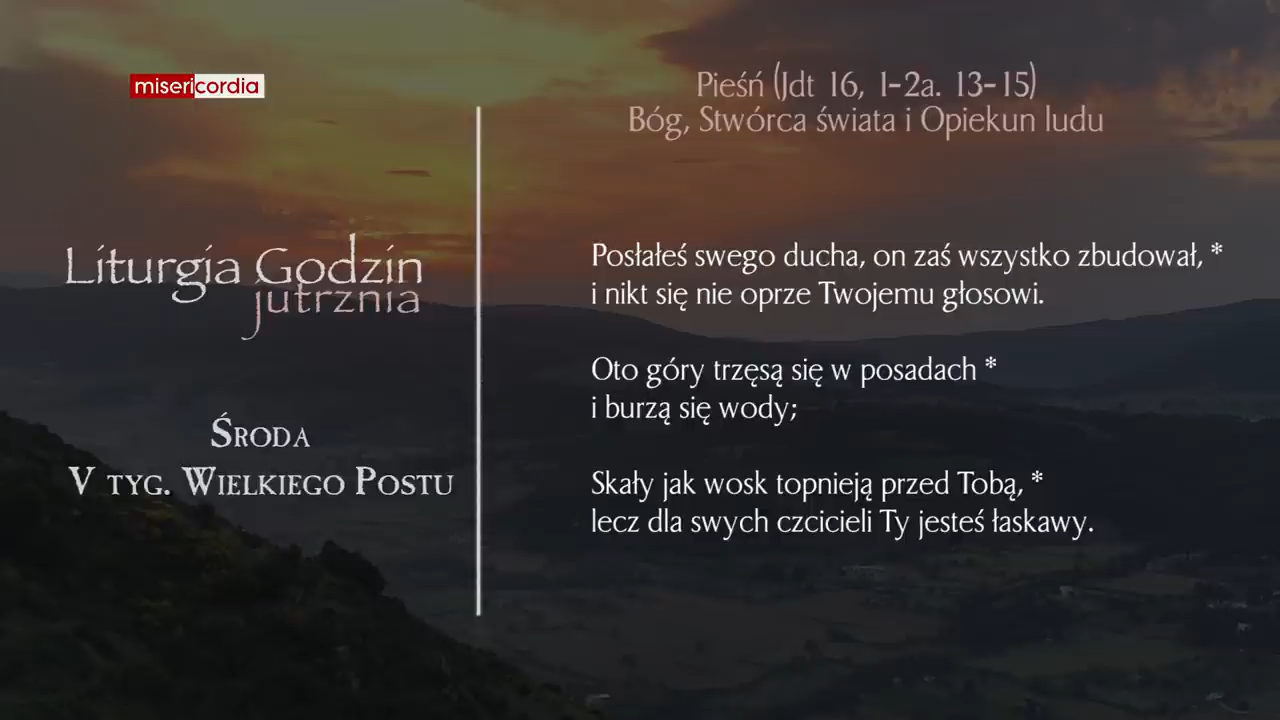 misericordia
Pieśń (Jdt 16, 1-2a. 13-15)
Bóg, Stwórca świata i Opiekun ludu
Liturgia Godzin
jutrznia
Środa
V tyg. Wielkiego Postu
Posłałeś swego ducha, on zaś wszystko zbudował, *
i nikt się nie oprze Twojemu głosowi.
Oto góry trzęsą się w posadach *
i burzą się wody;
Skały jak wosk topnieją przed Tobą, *
lecz dla swych czcicieli Ty jesteś łaskawy.